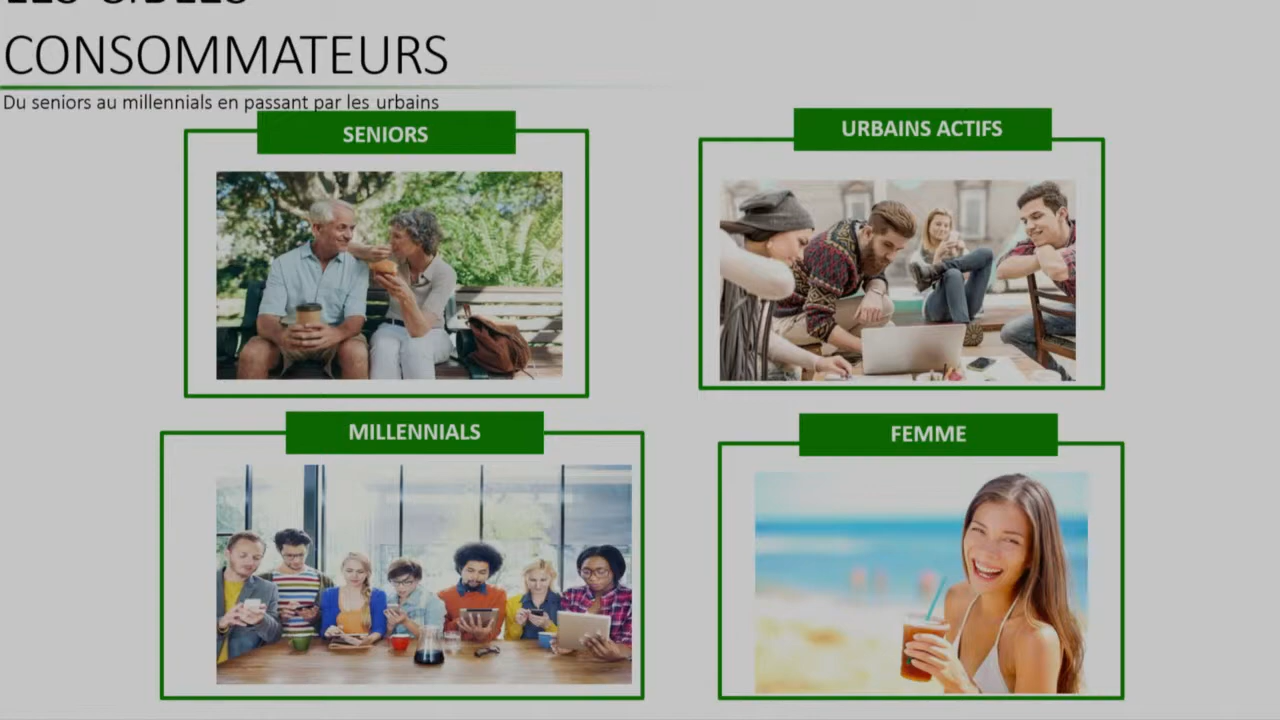 CONSOMMATEURS
Du seniors au millennials en passant par les urbains
SENIORS
URBAINS ACTIFS
MILLENNIALS
FEMME